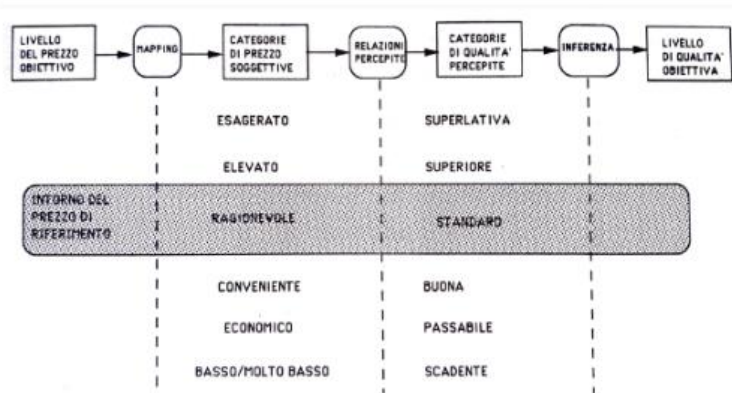 LIVELLO
DEL PREZZO
OBIETTIVO
MAPPING
CATEGORIE
DI PREZZO
SOGGETTIVE
RELAZIONI
PERCEPITE
CATEGORIE
DI QUALITA'
PERCEPITE
INFERENZA
LIVELLO
DI QUALITA'
OBIETTIVA
ESAGERATO
SUPERLATIVA
ELEVATO
SUPERIORE
INTORNO DEL
PREZZO DI
RIFERIMENTO
RAGIONEVOLE
STANDARD
CONVENIENTE
BUONA
ECONOMICO
PASSABILE
BASSO/MOLTO BASSO
SCADENTE